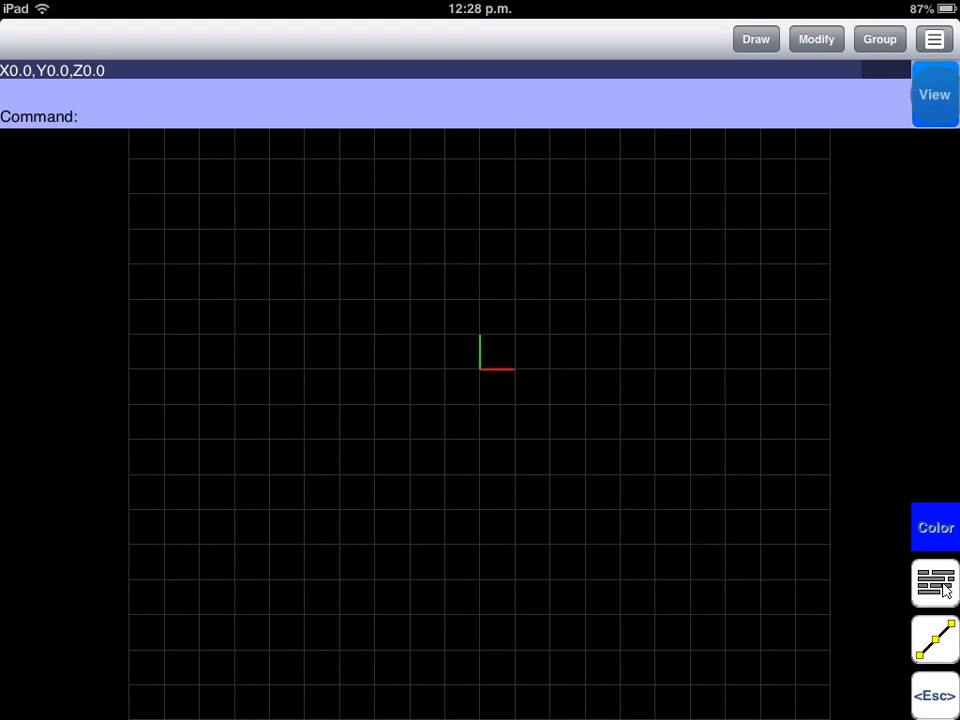 iPad 12:28 p.m. 87%
Draw Modify Group
X0.0,Y0.0,Z0.0
View
Command:
Color
<Esc>